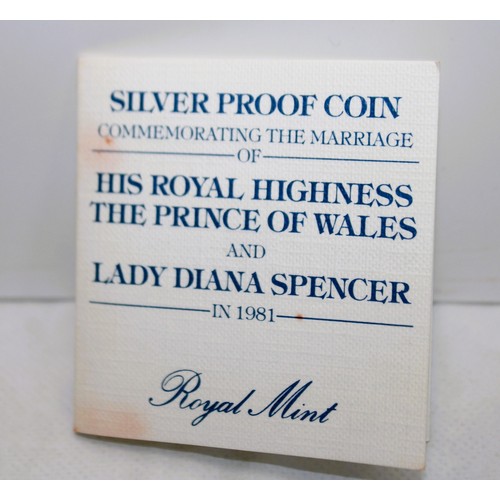 SILVER PROOF COIN
COMMEMORATING THE MARRIAGE
OF
HIS ROYAL HIGHNESS
THE PRINCE OF WALES
AND
LADY DIANA SPENCER
IN 1981
Royal Mint